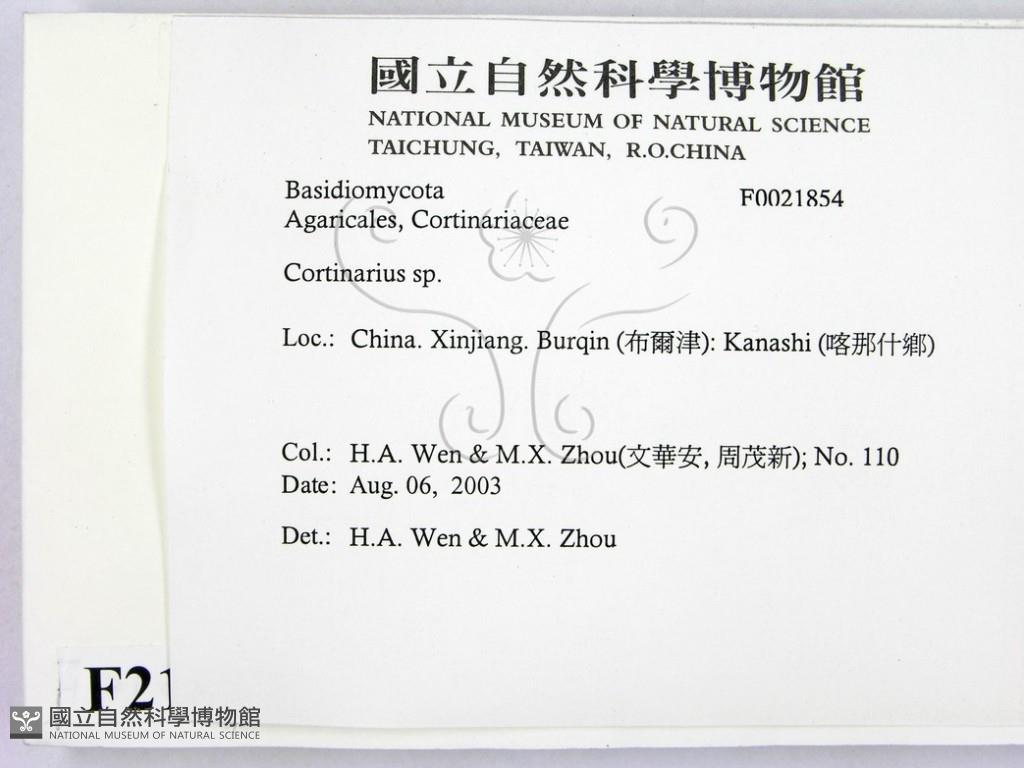 國立自然科學博物館
NATIONAL MUSEUM OF NATURAL SCIENCE
TAICHUNG, TAIWAN, R.O.CHINA
Basidiomycota F0021854
Agaricales, Cortinariaceae
Cortinarius sp.
Loc.: China. Xinjiang. Burqin (布爾津): Kanashi (喀那什鄉)
Col.: H.A. Wen & M.X. Zhou(文華安, 周茂新); No. 110
Date: Aug. 06, 2003
Det.: H.A. Wen & M.X. Zhou
F21
國立自然科學博物館
NATIONAL MUSEUM OF NATURAL SCIENCE